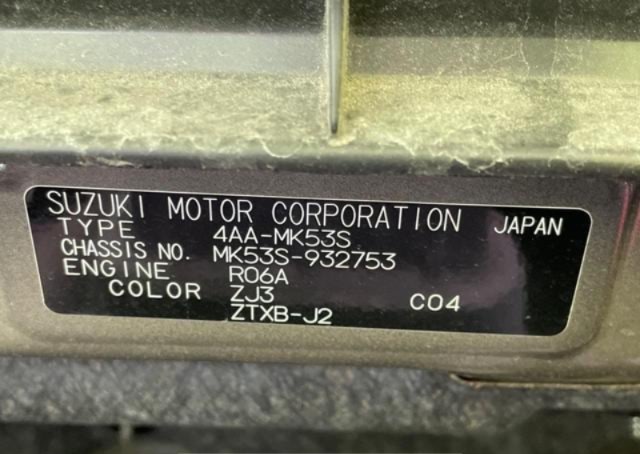 SUZUKI MOTOR CORPORATION JAPAN
TYPE 4AA-MK53S
CHASSIS NO. MK53S-932753
ENGINE R06A
COLOR ZJ3 C04
ZTXB-J2